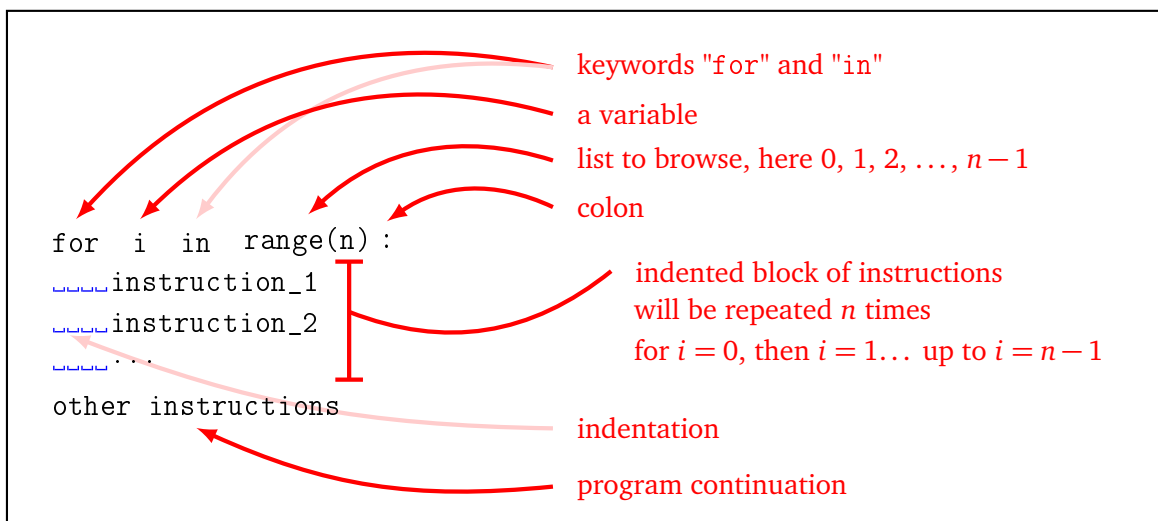 keywords "for" and "in"
a variable
list to browse, here 0, 1, 2, ..., n − 1
colon
for i in range(n) :
␣␣␣␣instruction_1
␣␣␣␣instruction_2
␣␣␣␣...
other instructions
indented block of instructions
will be repeated n times
for i = 0, then i = 1... up to i = n − 1
indentation
program continuation